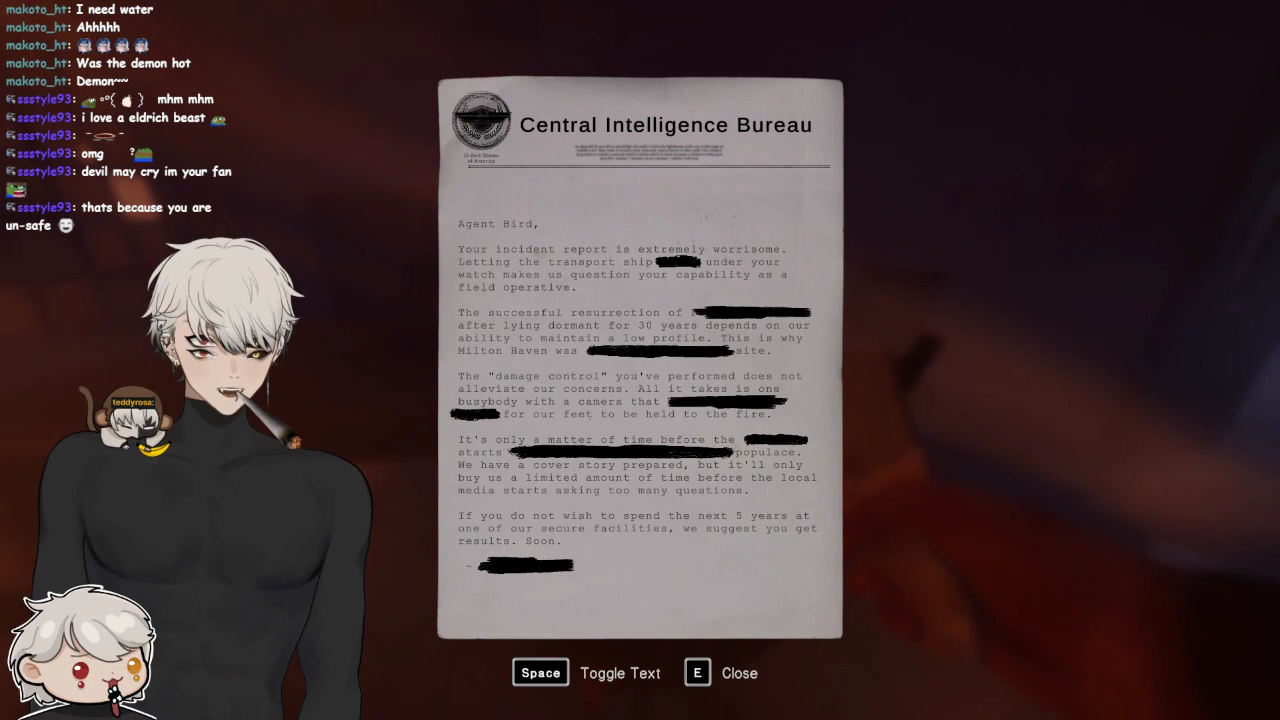 makoto_ht: I need water
makoto_ht: Ahhhhh
makoto_ht:
makoto_ht: Was the demon hot
makoto_ht: Demon~~
ssstyle93: mhm mhm
ssstyle93: i love a eldrich beast
ssstyle93:
ssstyle93: omg ?
ssstyle93: devil may cry im your fan
ssstyle93: thats because you are
un-safe
teddyrosa:
Central Intelligence Bureau
of America
Agent Bird,
Your incident report is extremely worrisome.
Letting the transport ship under your
watch makes us question your capability as a
field operative.
The successful resurrection of
after lying dormant for 30 years depends on our
ability to maintain a low profile. This is why
Milton Haven was site.
The "damage control" you've performed does not
alleviate our concerns. All it takes is one
busybody with a camera that
for our feet to be held to the fire.
It's only a matter of time before the
starts populace.
We have a cover story prepared, but it'll only
buy us a limited amount of time before the local
media starts asking too many questions.
If you do not wish to spend the next 5 years at
one of our secure facilities, we suggest you get
results. Soon.
~
Space Toggle Text E Close